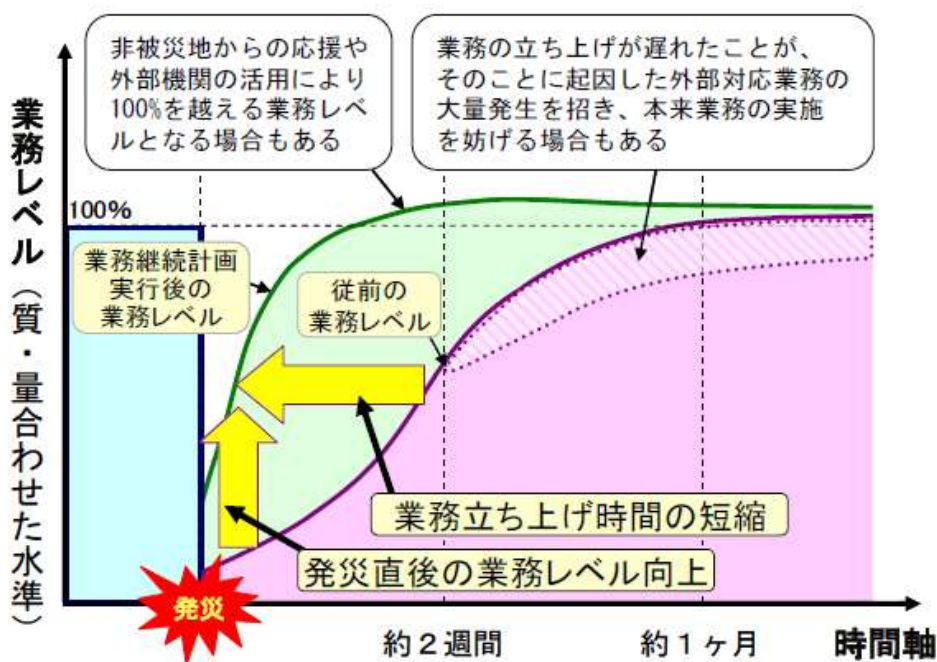 非被災地からの応援や
外部機関の活用により
100%を越える業務レベ
ルとなる場合もある
業務の立ち上げが遅れたことが、
そのことに起因した外部対応業務の
大量発生を招き、本来業務の実施
を妨げる場合もある
業務レベル（質・量合わせた水準）
100%
業務継続計画
実行後の
業務レベル
従前の
業務レベル
業務立ち上げ時間の短縮
発災直後の業務レベル向上
発災
約２週間
約１ヶ月
時間軸